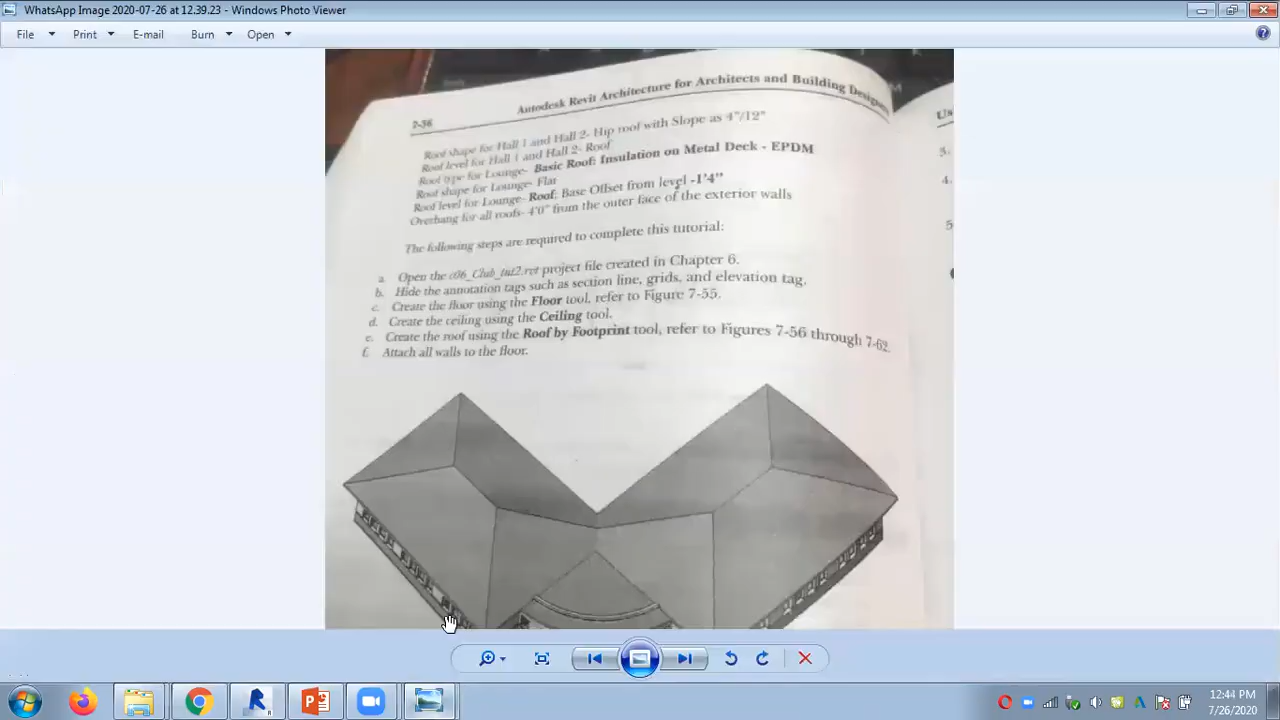 WhatsApp Image 2020-07-26 at 12.39.23 - Windows Photo Viewer
File Print E-mail Burn Open
7-36 Autodesk Revit Architecture for Architects and Building Designers
Us
Roof shape for Hall 1 and Hall 2- Hip roof with Slope as 4"/12"
Roof level for Hall 1 and Hall 2- Roof
Roof type for Lounge- Basic Roof: Insulation on Metal Deck - EPDM
Roof shape for Lounge- Flat
Roof level for Lounge- Roof; Base Offset from level -1'4"
Overhang for all roofs- 4'0" from the outer face of the exterior walls
The following steps are required to complete this tutorial:
a. Open the c06_Club_tut2.rvt project file created in Chapter 6.
b. Hide the annotation tags such as section line, grids, and elevation tag.
c. Create the floor using the Floor tool, refer to Figure 7-55.
d. Create the ceiling using the Ceiling tool.
e. Create the roof using the Roof by Footprint tool, refer to Figures 7-56 through 7-62.
f. Attach all walls to the floor.
3.
4.
5
12:44 PM
7/26/2020